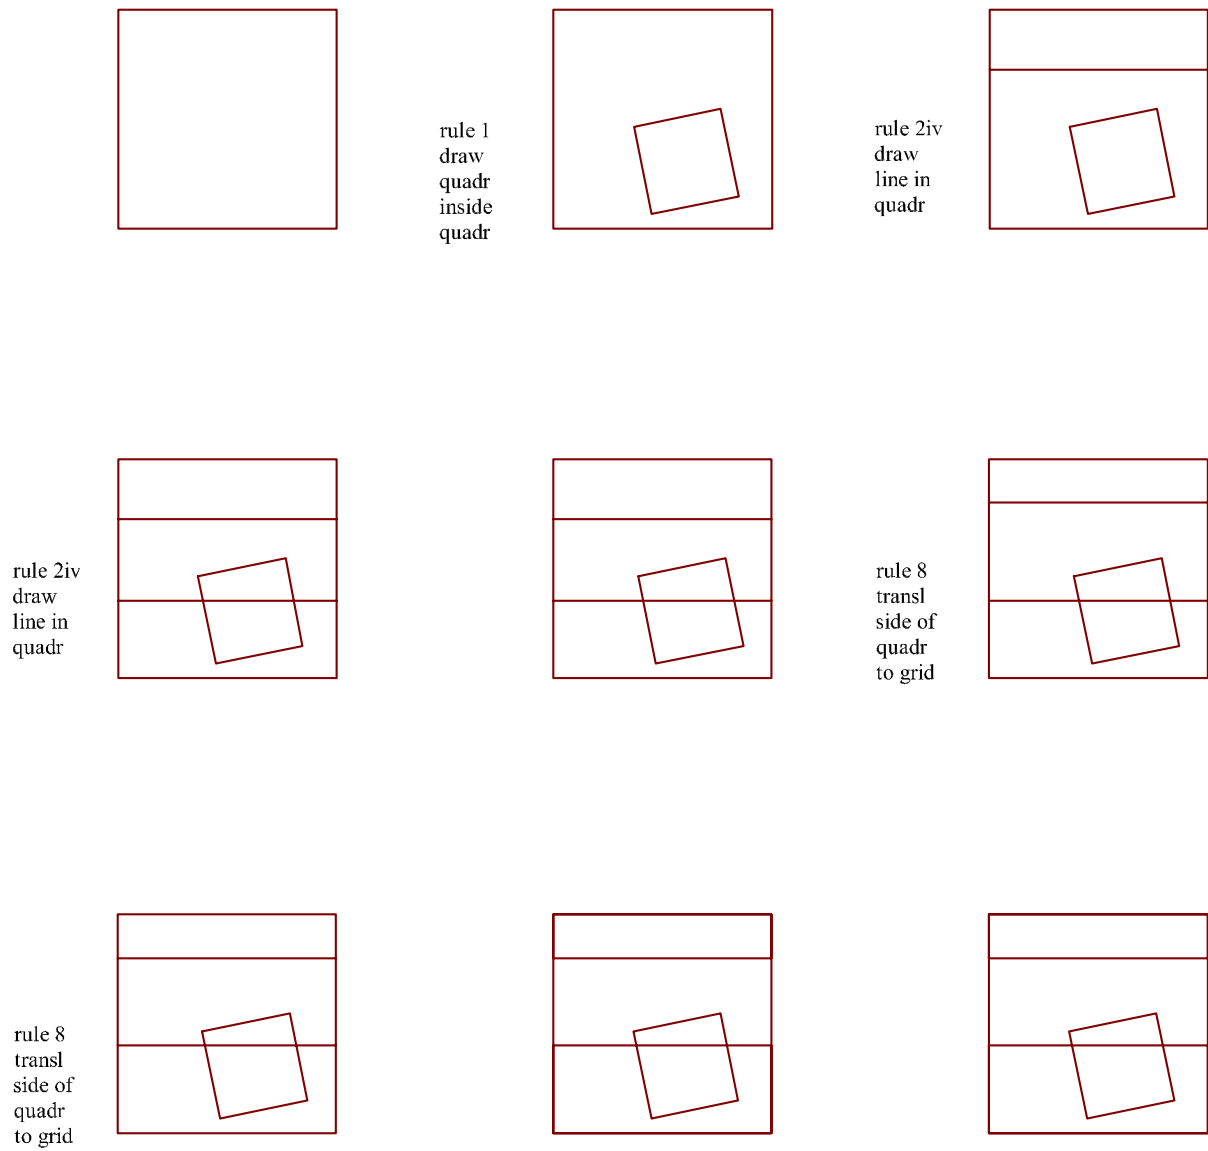 rule 1
draw
quadr
inside
quadr
rule 2iv
draw
line in
quadr
rule 2iv
draw
line in
quadr
rule 8
transl
side of
quadr
to grid
rule 8
transl
side of
quadr
to grid